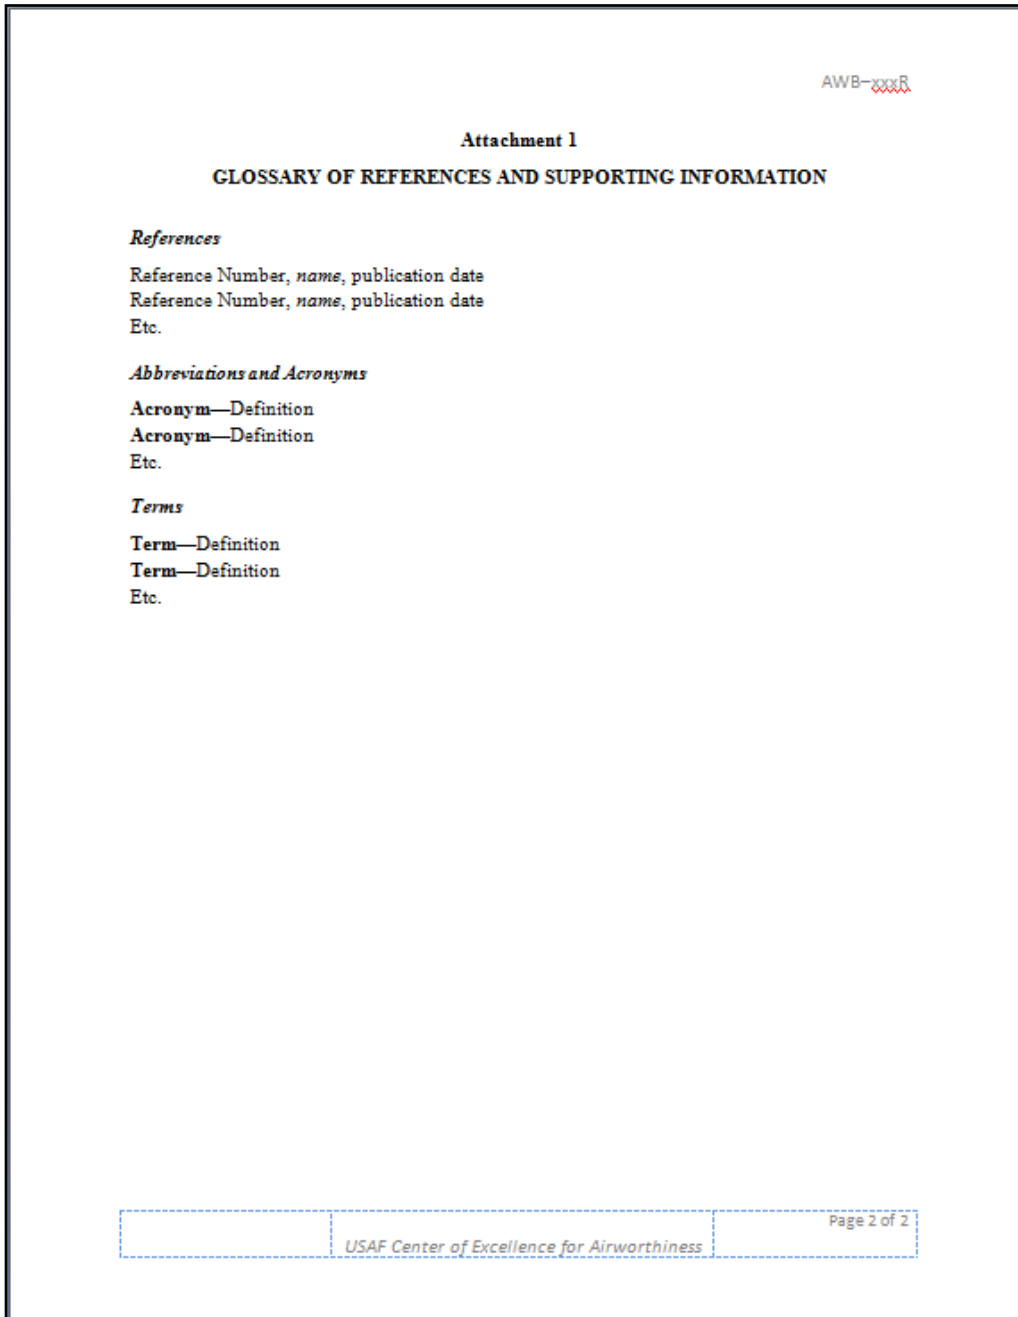 AWB–xxxR
Attachment 1
GLOSSARY OF REFERENCES AND SUPPORTING INFORMATION
References
Reference Number, name, publication date
Reference Number, name, publication date
Etc.
Abbreviations and Acronyms
Acronym—Definition
Acronym—Definition
Etc.
Terms
Term—Definition
Term—Definition
Etc.
Page 2 of 2
USAF Center of Excellence for Airworthiness